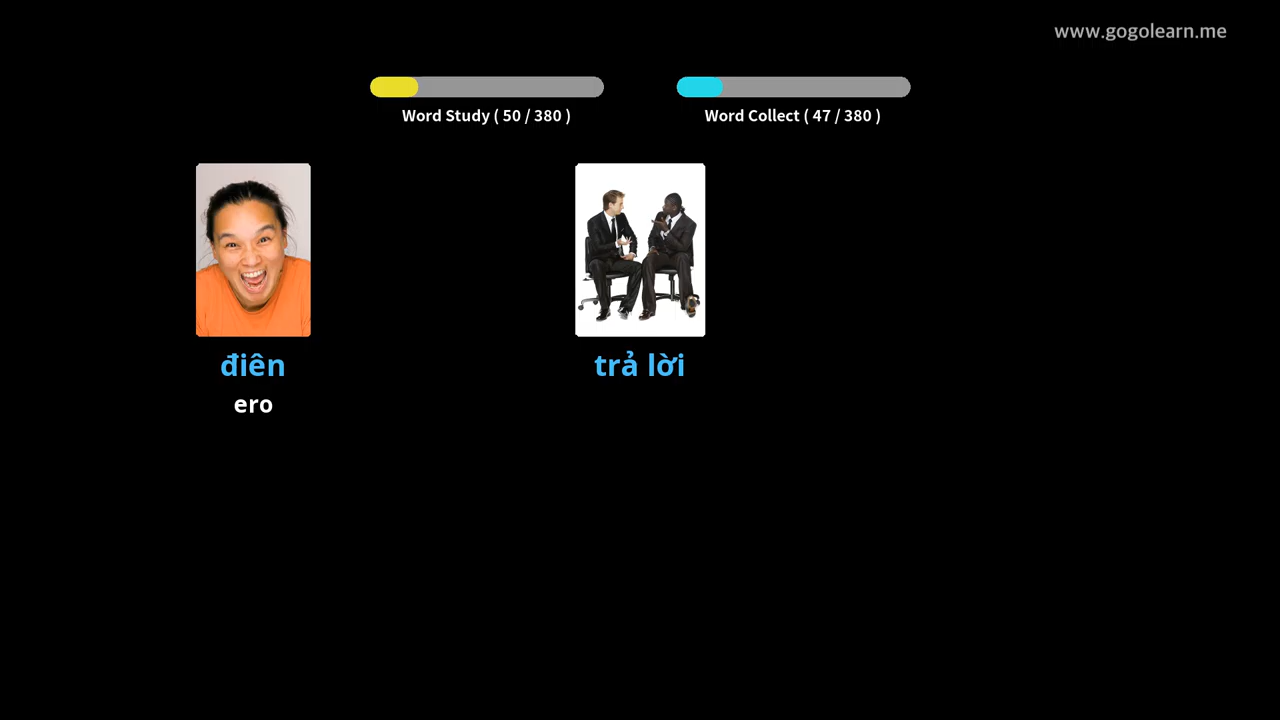 www.gogolearn.me
Word Study ( 50 / 380 )
Word Collect ( 47 / 380 )
điên
ero
trả lời